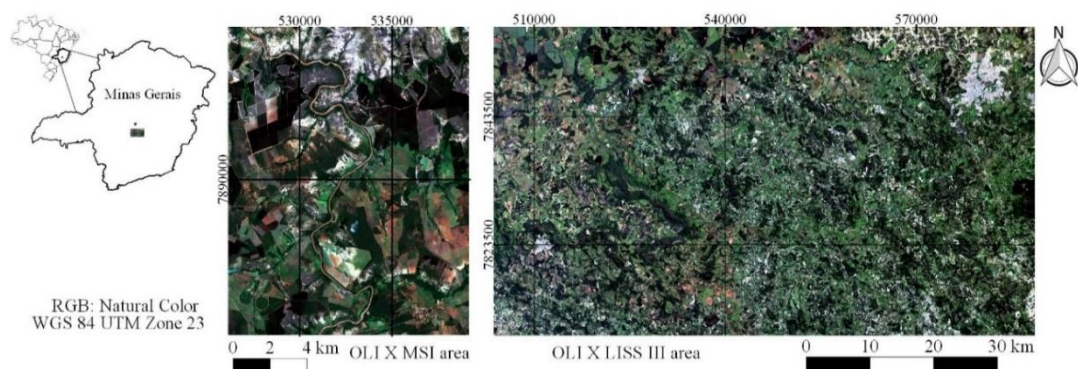 530000 535000
510000 540000 570000
N
Minas Gerais
7890000
7843500
7823500
RGB: Natural Color
WGS 84 UTM Zone 23
0 2 4 km
OLI X MSI area
OLI X LISS III area
0 10 20 30 km